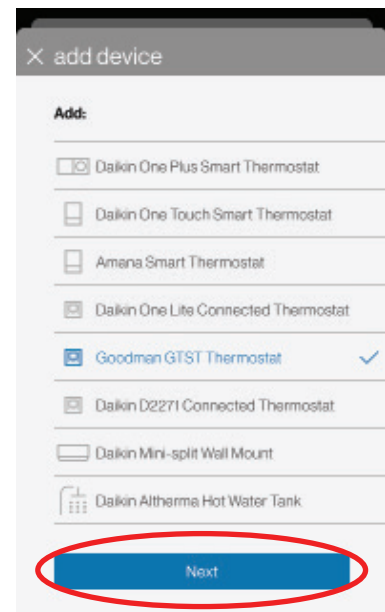 add device
Add:
Daikin One Plus Smart Thermostat
Daikin One Touch Smart Thermostat
Amana Smart Thermostat
Daikin One Lite Connected Thermostat
Goodman GTST Thermostat
Daikin D2271 Connected Thermostat
Daikin Mini-split Wall Mount
Daikin Altherma Hot Water Tank
Next